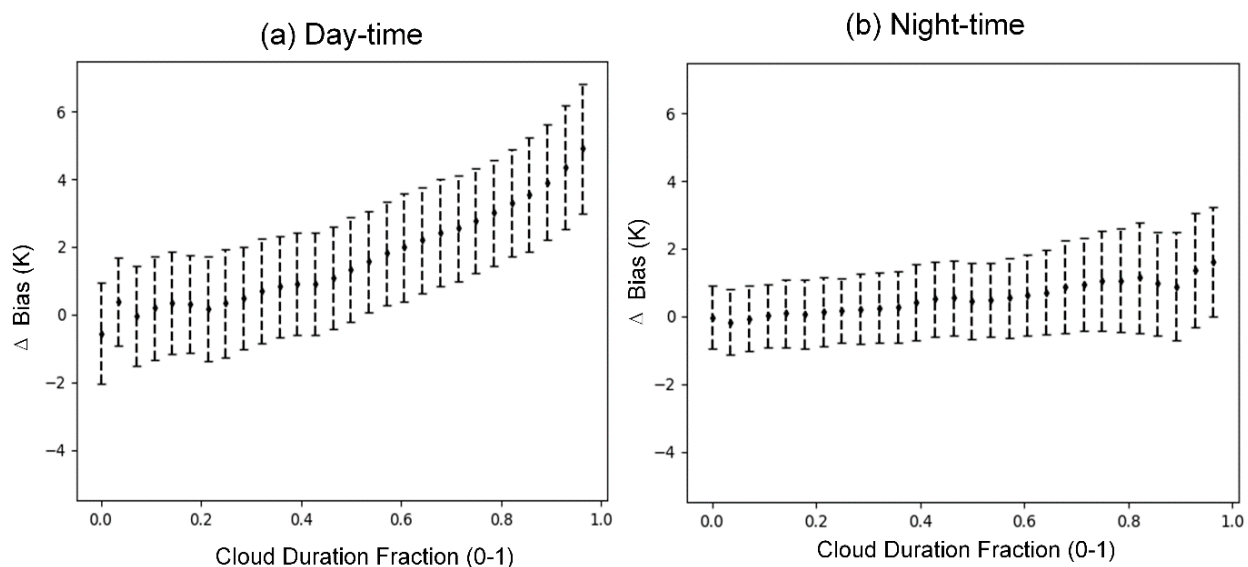 (a) Day-time
(b) Night-time
6
4
2
0
−2
−4
Δ Bias (K)
0.0 0.2 0.4 0.6 0.8 1.0
Cloud Duration Fraction (0-1)
6
4
2
0
−2
−4
Δ Bias (K)
0.0 0.2 0.4 0.6 0.8 1.0
Cloud Duration Fraction (0-1)